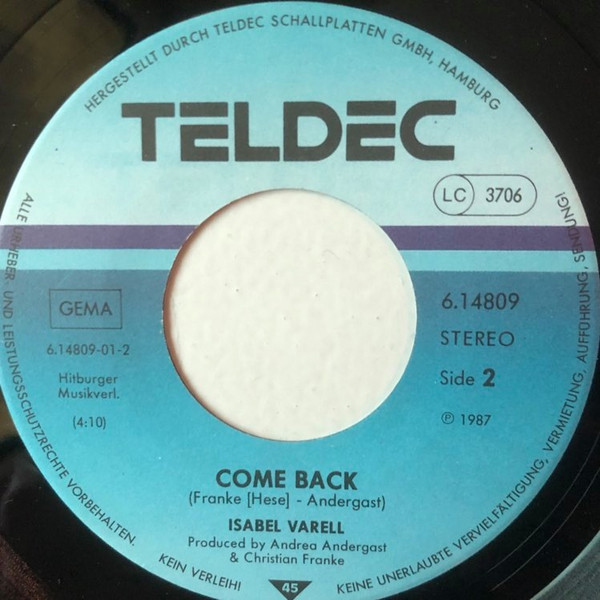 HERGESTELLT DURCH TELDEC SCHALLPLATTEN GMBH, HAMBURG
TELDEC
LC 3706
GEMA
6.14809-01-2
Hitburger
Musikverl.
(4:10)
6.14809
STEREO
Side 2
Ⓟ 1987
COME BACK
(Franke [Hese] - Andergast)
ISABEL VARELL
Produced by Andrea Andergast
& Christian Franke
45
ALLE URHEBER- UND LEISTUNGSSCHUTZRECHTE VORBEHALTEN.
KEIN VERLEIH! KEINE UNERLAUBTE VERVIELFÄLTIGUNG, VERMIETUNG, AUFFÜHRUNG, SENDUNG!